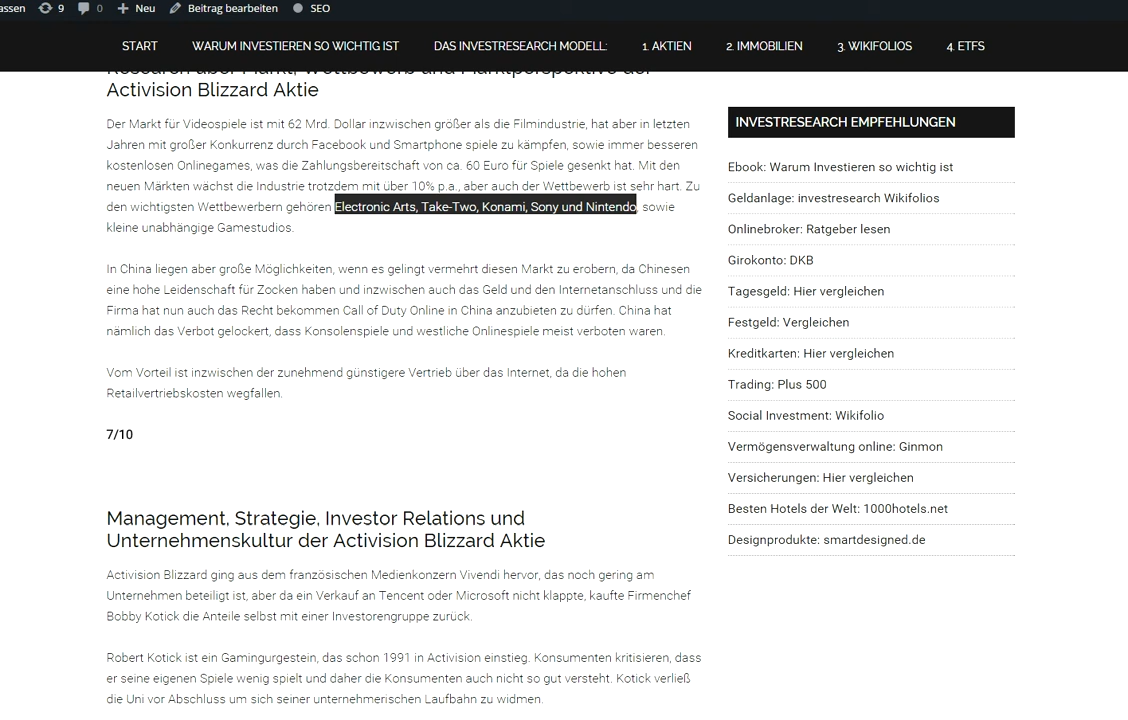 assen 9 0 Neu Beitrag bearbeiten SEO
START WARUM INVESTIEREN SO WICHTIG IST DAS INVESTRESEARCH MODELL: 1. AKTIEN 2. IMMOBILIEN 3. WIKIFOLIOS 4. ETFS
Research über Markt, Wettbewerb und Marktperspektive der
Activision Blizzard Aktie
Der Markt für Videospiele ist mit 62 Mrd. Dollar inzwischen größer als die Filmindustrie, hat aber in letzten
Jahren mit großer Konkurrenz durch Facebook und Smartphone spiele zu kämpfen, sowie immer besseren
kostenlosen Onlinegames, was die Zahlungsbereitschaft von ca. 60 Euro für Spiele gesenkt hat. Mit den
neuen Märkten wächst die Industrie trotzdem mit über 10% p.a., aber auch der Wettbewerb ist sehr hart. Zu
den wichtigsten Wettbewerbern gehören Electronic Arts, Take-Two, Konami, Sony und Nintendo, sowie
kleine unabhängige Gamestudios.
In China liegen aber große Möglichkeiten, wenn es gelingt vermehrt diesen Markt zu erobern, da Chinesen
eine hohe Leidenschaft für Zocken haben und inzwischen auch das Geld und den Internetanschluss und die
Firma hat nun auch das Recht bekommen Call of Duty Online in China anzubieten zu dürfen. China hat
nämlich das Verbot gelockert, dass Konsolenspiele und westliche Onlinespiele meist verboten waren.
Vom Vorteil ist inzwischen der zunehmend günstigere Vertrieb über das Internet, da die hohen
Retailvertriebskosten wegfallen.
7/10
Management, Strategie, Investor Relations und
Unternehmenskultur der Activision Blizzard Aktie
Activision Blizzard ging aus dem französischen Medienkonzern Vivendi hervor, das noch gering am
Unternehmen beteiligt ist, aber da ein Verkauf an Tencent oder Microsoft nicht klappte, kaufte Firmenchef
Bobby Kotick die Anteile selbst mit einer Investorengruppe zurück.
Robert Kotick ist ein Gamingurgestein, das schon 1991 in Activision einstieg. Konsumenten kritisieren, dass
er seine eigenen Spiele wenig spielt und daher die Konsumenten auch nicht so gut versteht. Kotick verließ
die Uni vor Abschluss um sich seiner unternehmerischen Laufbahn zu widmen.
INVESTRESEARCH EMPFEHLUNGEN
Ebook: Warum Investieren so wichtig ist
Geldanlage: investresearch Wikifolios
Onlinebroker: Ratgeber lesen
Girokonto: DKB
Tagesgeld: Hier vergleichen
Festgeld: Vergleichen
Kreditkarten: Hier vergleichen
Trading: Plus 500
Social Investment: Wikifolio
Vermögensverwaltung online: Ginmon
Versicherungen: Hier vergleichen
Besten Hotels der Welt: 1000hotels.net
Designprodukte: smartdesigned.de